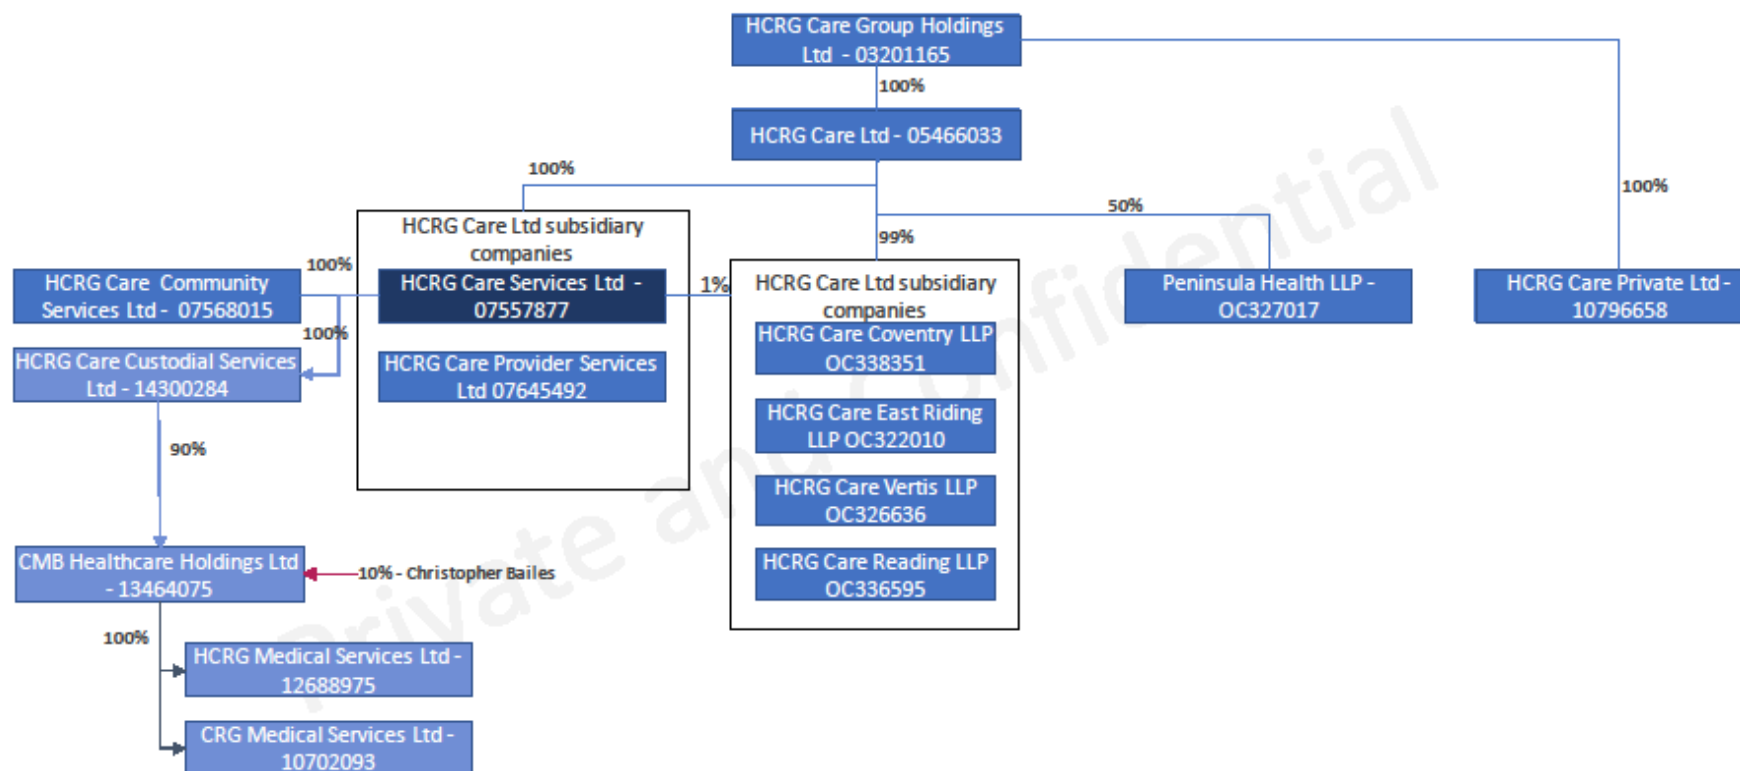 HCRG Care Group Holdings
Ltd - 03201165
100%
HCRG Care Ltd - 05466033
100%
100%
50%
99%
HCRG Care Ltd subsidiary
companies
100%
HCRG Care Community
Services Ltd - 07568015
HCRG Care Services Ltd -
07557877
1%
HCRG Care Ltd subsidiary
companies
Peninsula Health LLP -
OC327017
HCRG Care Private Ltd -
10796658
100%
HCRG Care Custodial Services
Ltd - 14300284
HCRG Care Provider Services
Ltd 07645492
HCRG Care Coventry LLP
OC338351
HCRG Care East Riding
LLP OC322010
90%
HCRG Care Vertis LLP
OC326636
CMB Healthcare Holdings Ltd
- 13464075
10% - Christopher Bailes
HCRG Care Reading LLP
OC336595
100%
HCRG Medical Services Ltd -
12688975
CRG Medical Services Ltd -
10702093
Private and Confidential